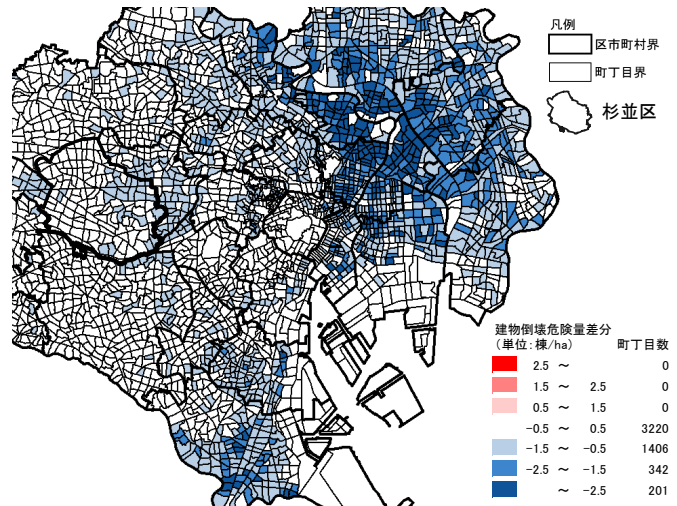 凡例
区市町村界
町丁目界
杉並区
建物倒壊危険量差分
(単位:棟/ha) 町丁目数
2.5 ～ 0
1.5 ～ 2.5 0
0.5 ～ 1.5 0
-0.5 ～ 0.5 3220
-1.5 ～ -0.5 1406
-2.5 ～ -1.5 342
～ -2.5 201